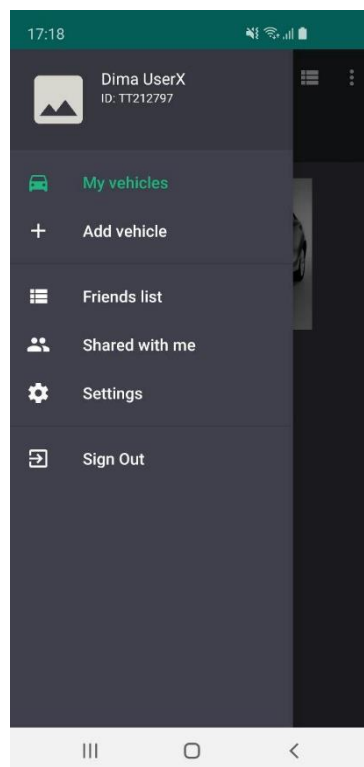 17:18
Dima UserX
ID: TT212797
My vehicles
Add vehicle
Friends list
Shared with me
Settings
Sign Out